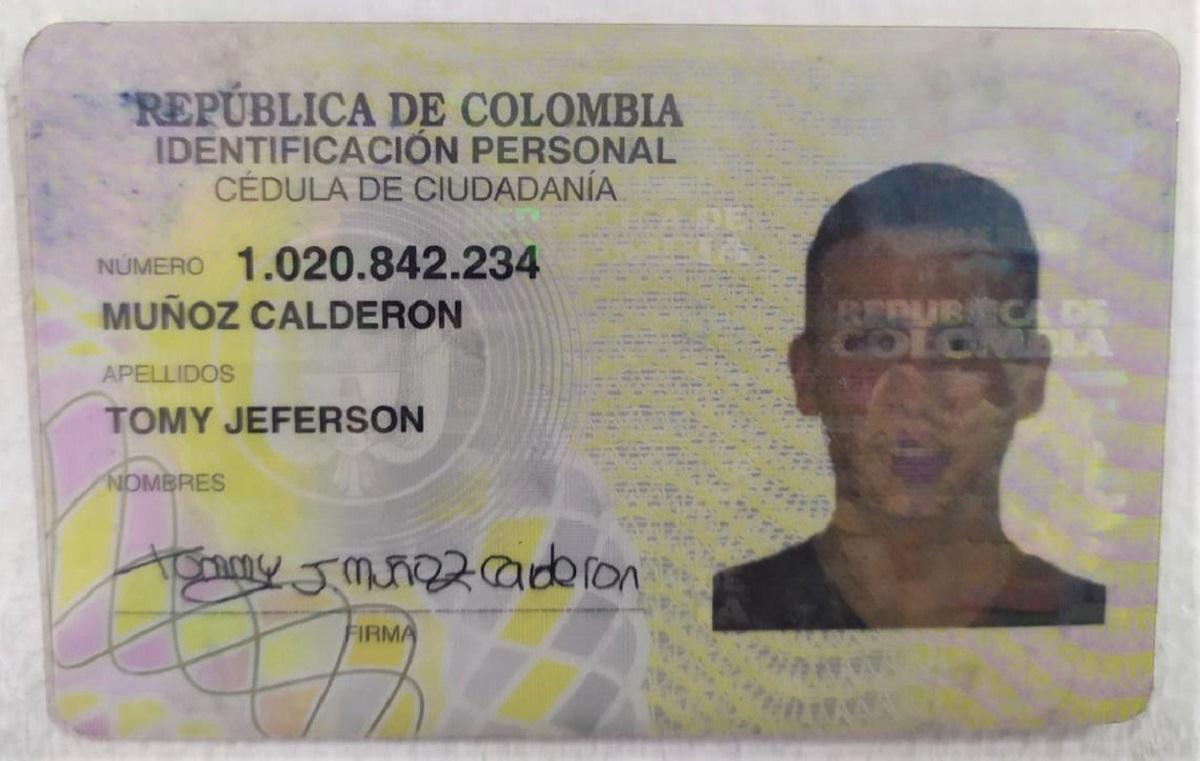 REPÚBLICA DE COLOMBIA
IDENTIFICACIÓN PERSONAL
CÉDULA DE CIUDADANÍA
NÚMERO 1.020.842.234
MUÑOZ CALDERON
APELLIDOS
TOMY JEFERSON
NOMBRES
Tommy J muñoz calderon
FIRMA
REPUBLICA DE
COLOMBIA